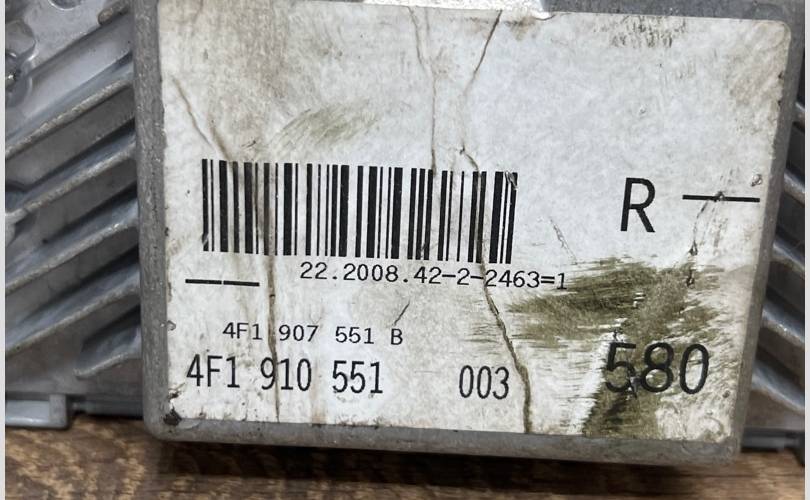 R —
22.2008.42-2-2463=1
4F1 907 551 B
4F1 910 551 003 580